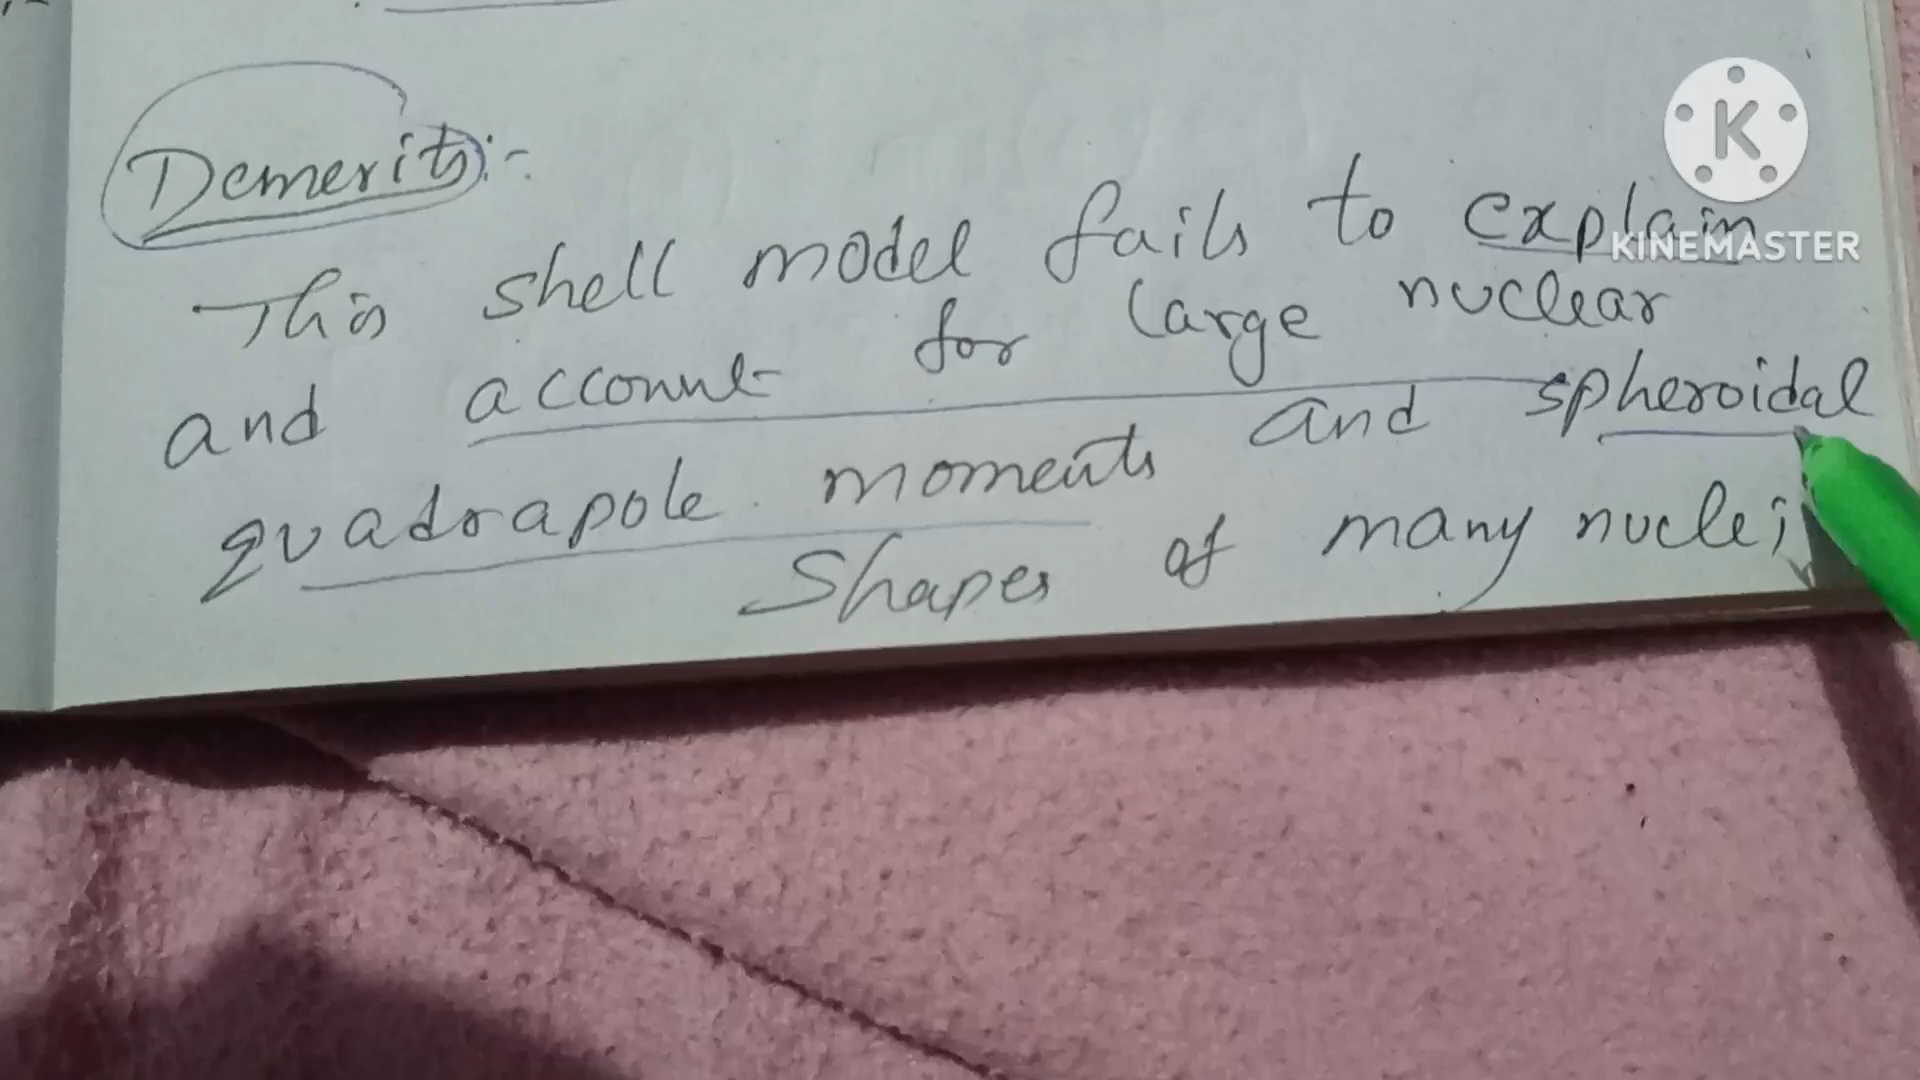 Demerits:-
This shell model fails to explain
and account for large nuclear
quadrapole moments and spheroidal
shapes of many nuclei
K
KINEMASTER